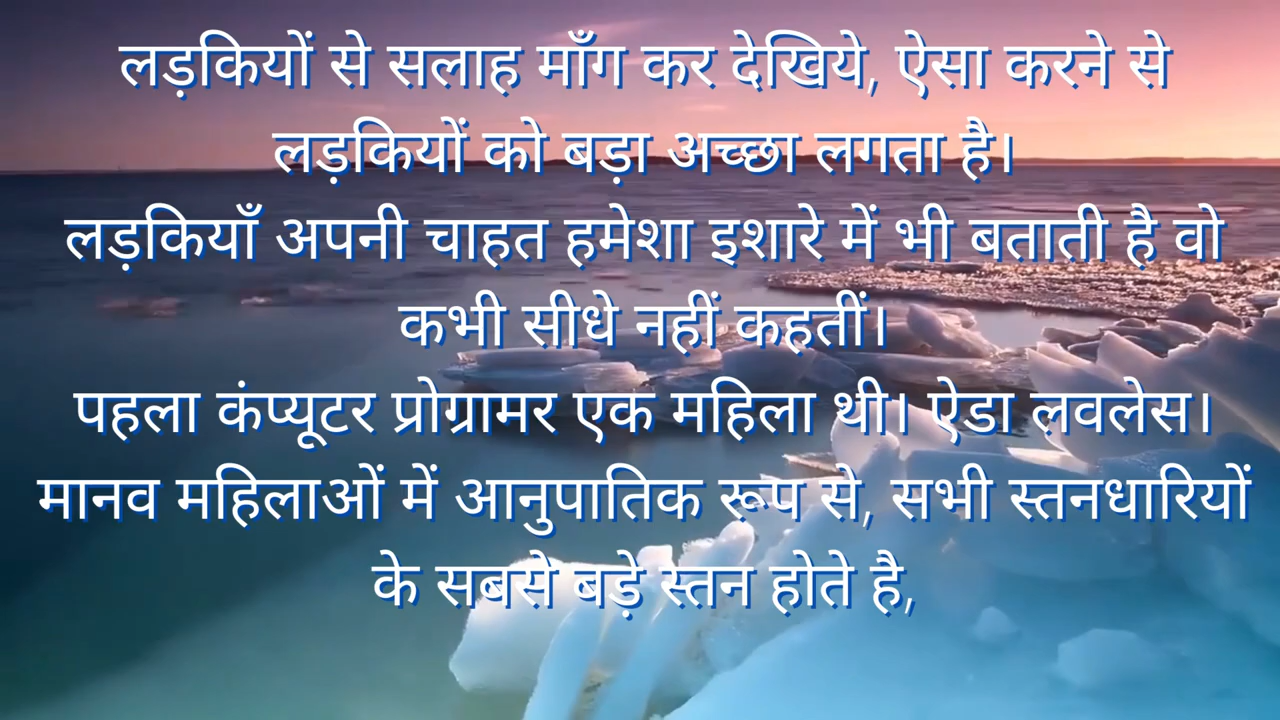 लड़कियों से सलाह माँग कर देखिये, ऐसा करने से
लड़कियों को बड़ा अच्छा लगता है।
लड़कियाँ अपनी चाहत हमेशा इशारे में भी बताती है वो
कभी सीधे नहीं कहतीं।
पहला कंप्यूटर प्रोग्रामर एक महिला थी। ऐडा लवलेस।
मानव महिलाओं में आनुपातिक रूप से, सभी स्तनधारियों
के सबसे बड़े स्तन होते है,